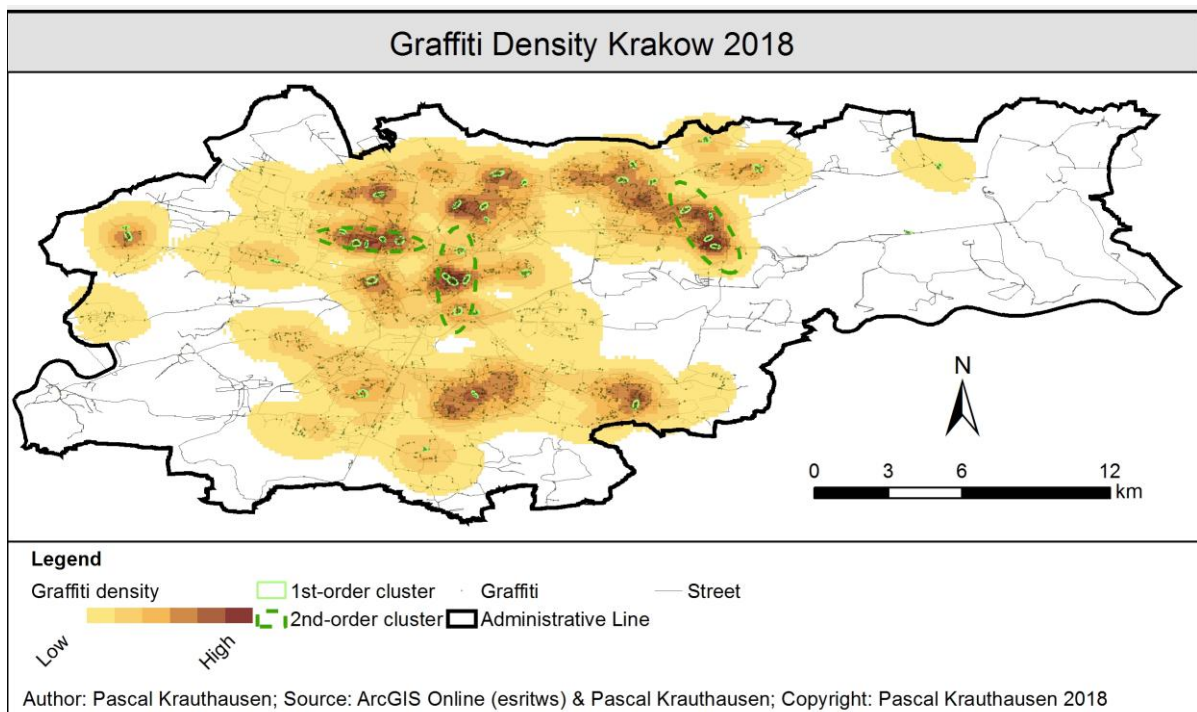 Graffiti Density Krakow 2018
N
0 3 6 12
km
Legend
Graffiti density 1st-order cluster Graffiti Street
2nd-order cluster Administrative Line
Low High
Author: Pascal Krauthausen; Source: ArcGIS Online (esritws) & Pascal Krauthausen; Copyright: Pascal Krauthausen 2018